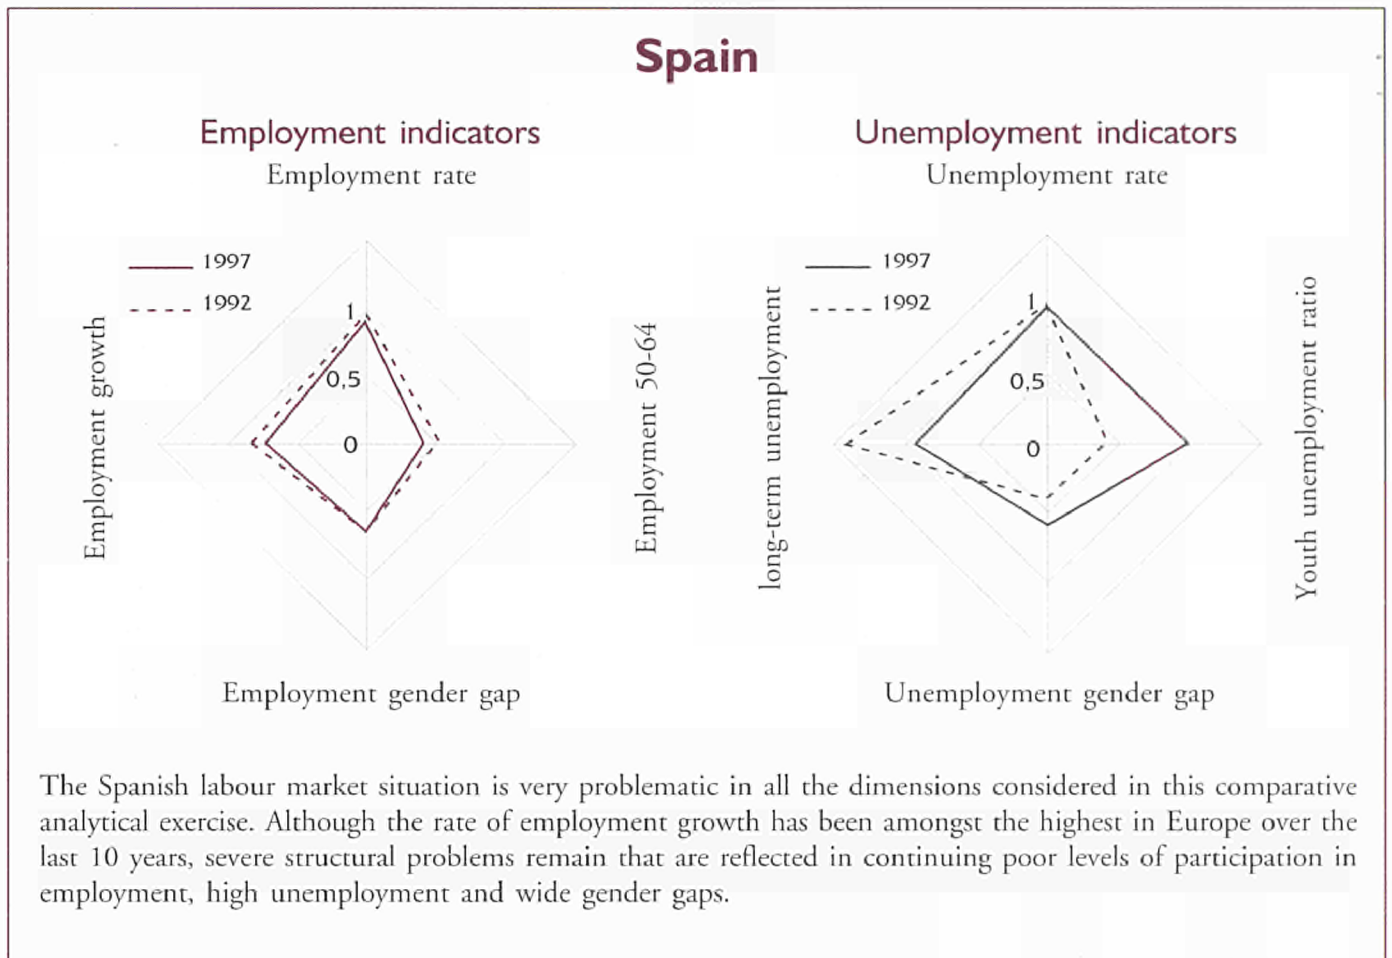 Spain
Employment indicators
Employment rate
1997
1992
1
0,5
0
Employment growth
Employment 50-64
Employment gender gap
Unemployment indicators
Unemployment rate
1997
1992
1
0,5
0
long-term unemployment
Youth unemployment ratio
Unemployment gender gap
The Spanish labour market situation is very problematic in all the dimensions considered in this comparative
analytical exercise. Although the rate of employment growth has been amongst the highest in Europe over the
last 10 years, severe structural problems remain that are reflected in continuing poor levels of participation in
employment, high unemployment and wide gender gaps.